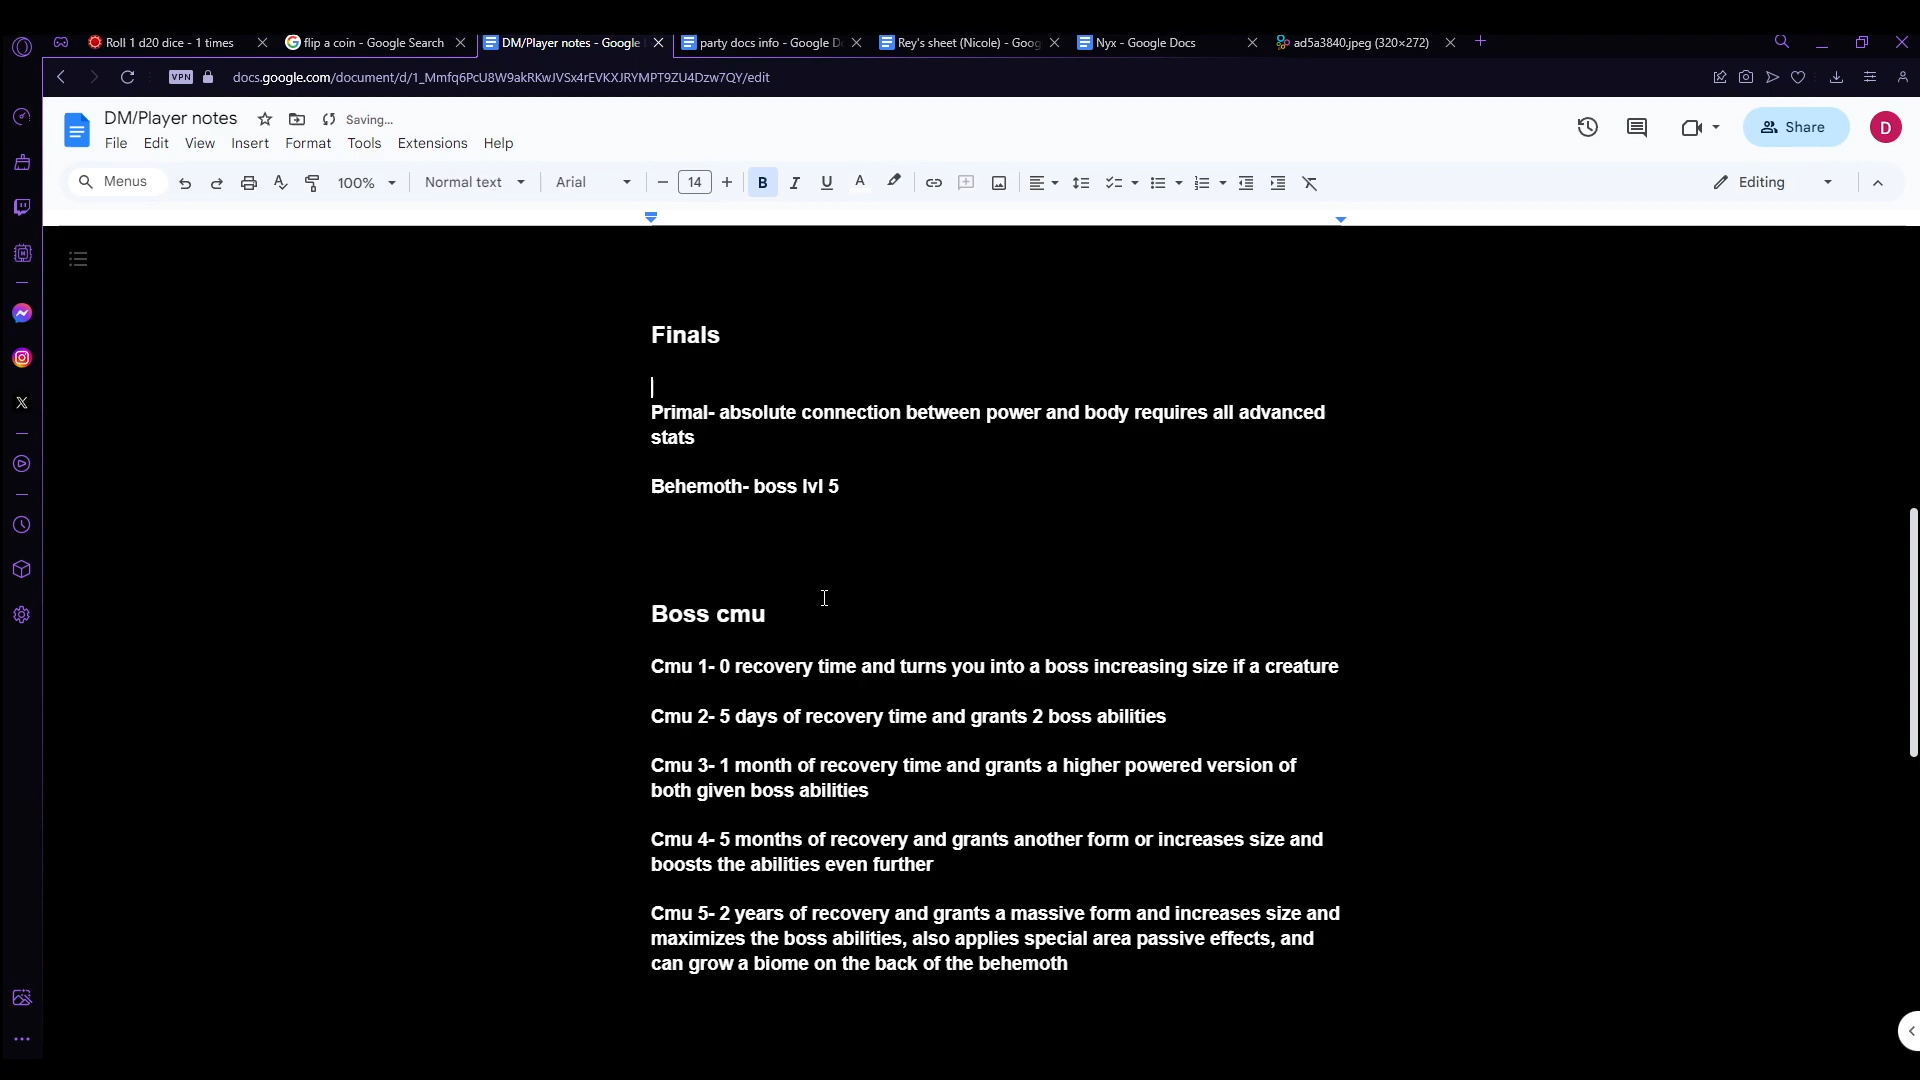 Roll 1 d20 dice - 1 times
flip a coin - Google Search
DM/Player notes - Google
party docs info - Google D
Rey's sheet (Nicole) - Goog
Nyx - Google Docs
ad5a3840.jpeg (320×272)
VPN
docs.google.com/document/d/1_Mmfq6PcU8W9akRKwJVSx4rEVKXJRYMPT9ZU4Dzw7QY/edit
DM/Player notes
Saving...
File Edit View Insert Format Tools Extensions Help
Share
D
Menus
100%
Normal text
Arial
14
B I U A
Editing
Finals
Primal- absolute connection between power and body requires all advanced
stats
Behemoth- boss lvl 5
Boss cmu
Cmu 1- 0 recovery time and turns you into a boss increasing size if a creature
Cmu 2- 5 days of recovery time and grants 2 boss abilities
Cmu 3- 1 month of recovery time and grants a higher powered version of
both given boss abilities
Cmu 4- 5 months of recovery and grants another form or increases size and
boosts the abilities even further
Cmu 5- 2 years of recovery and grants a massive form and increases size and
maximizes the boss abilities, also applies special area passive effects, and
can grow a biome on the back of the behemoth